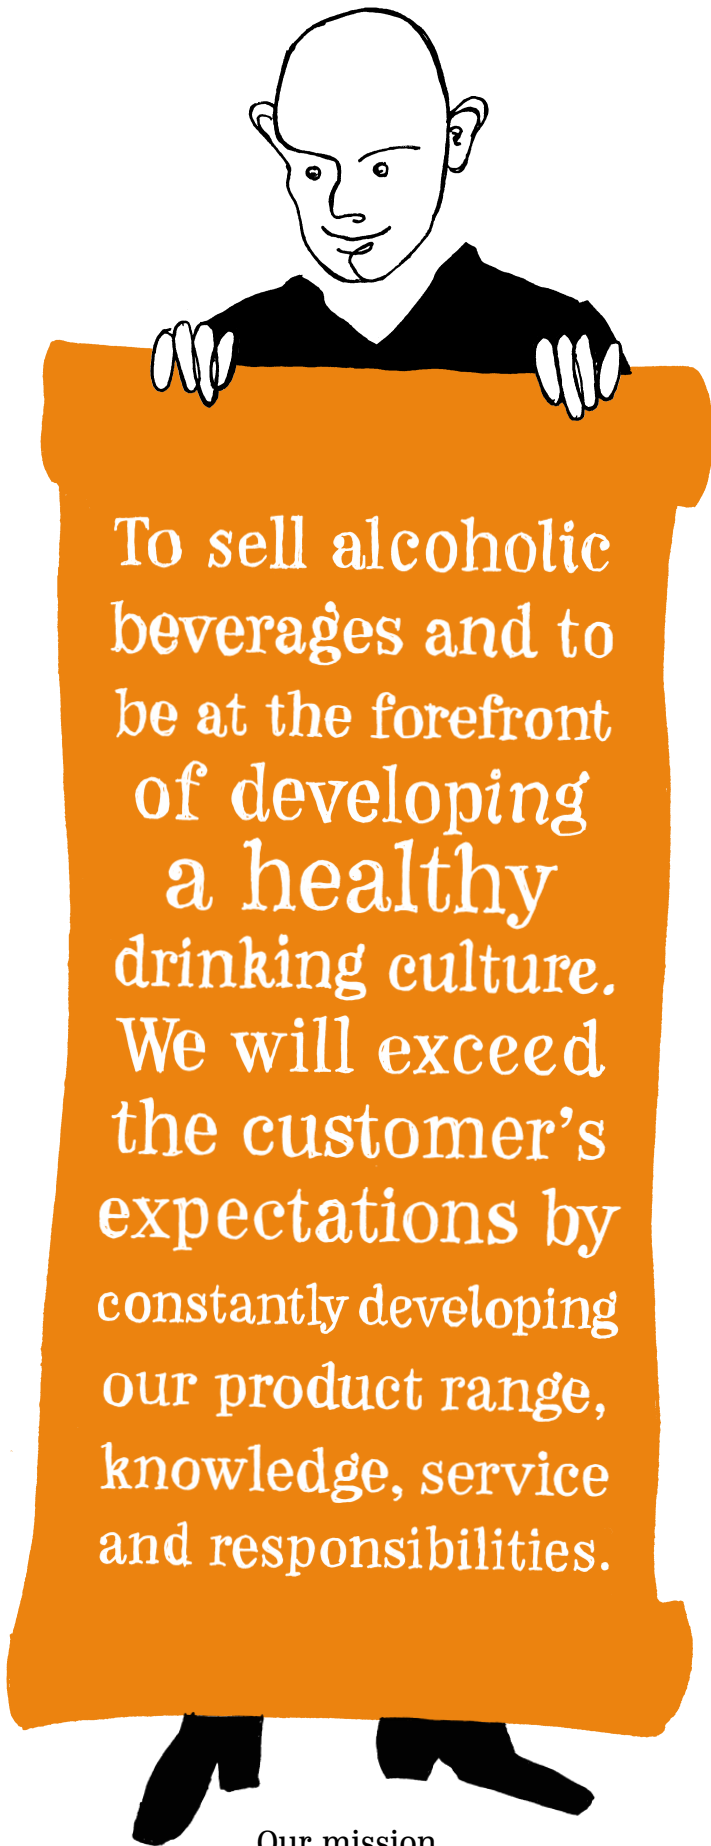 To sell alcoholic
beverages and to
be at the forefront
of developing
a healthy
drinking culture.
We will exceed
the customer’s
expectations by
constantly developing
our product range,
knowledge, service
and responsibilities.
Our mission